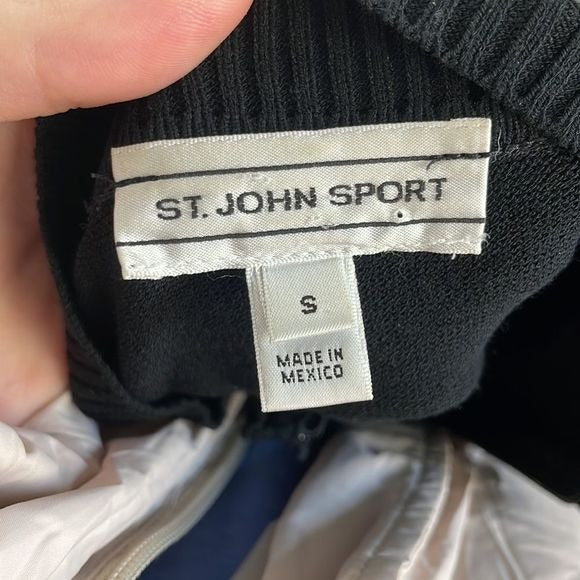 ST. JOHN SPORT
S
MADE IN
MEXICO